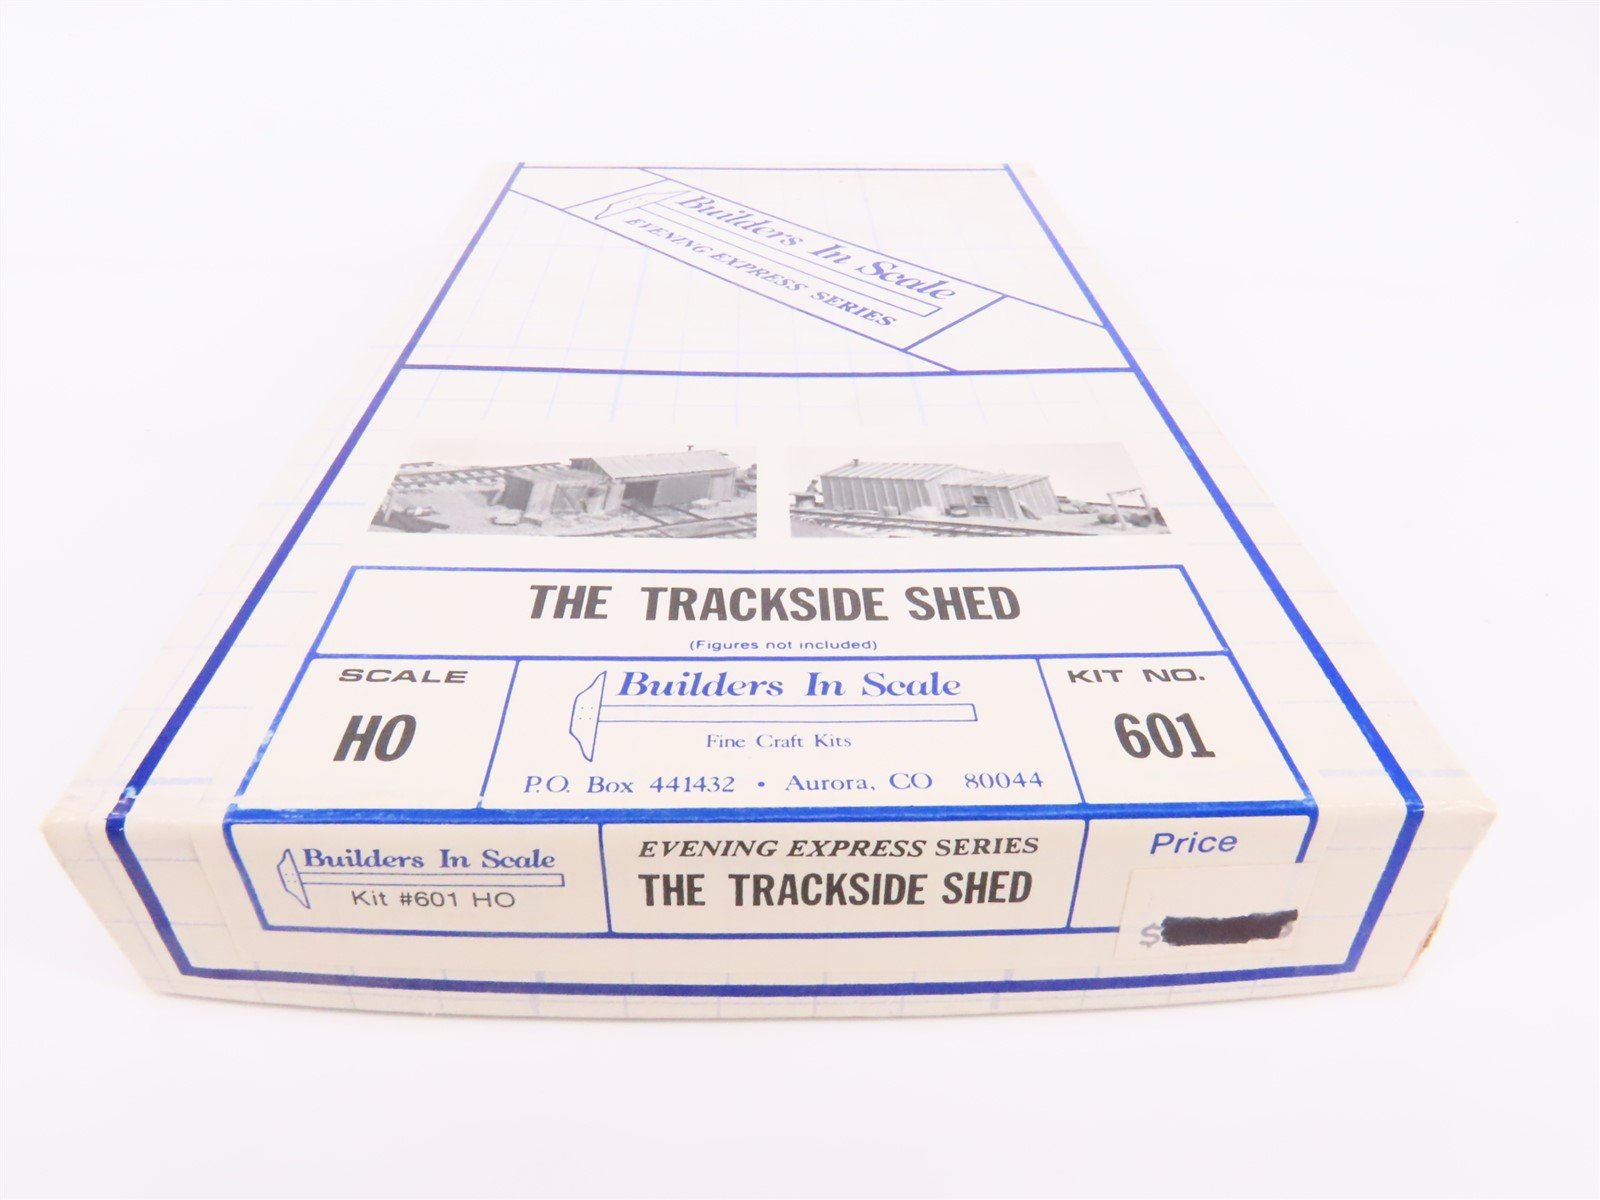 Builders In Scale
EVENING EXPRESS SERIES
THE TRACKSIDE SHED
(Figures not included)
SCALE
HO
Builders In Scale
Fine Craft Kits
P.O. Box 441432 • Aurora, CO 80044
KIT NO.
601
Builders In Scale
Kit #601 HO
EVENING EXPRESS SERIES
THE TRACKSIDE SHED
Price
$